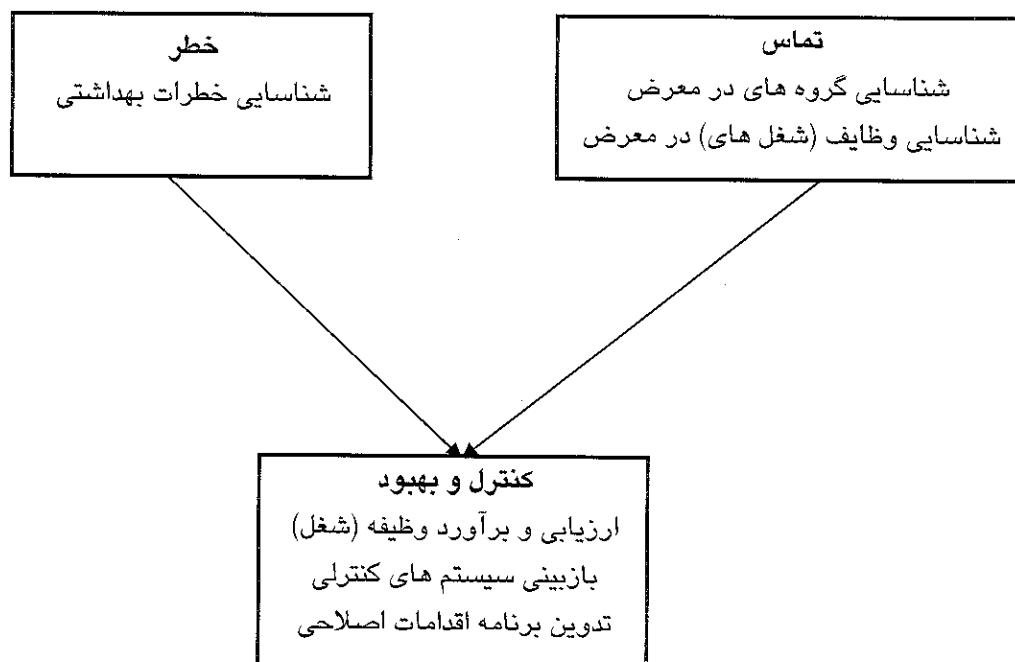 تماس
شناسایی گروه های در معرض
شناسایی وظایف (شغل های) در معرض
خطر
شناسایی خطرات بهداشتی
کنترل و بهبود
ارزیابی و برآورد وظیفه (شغل)
بازبینی سیستم های کنترلی
تدوین برنامه اقدامات اصلاحی